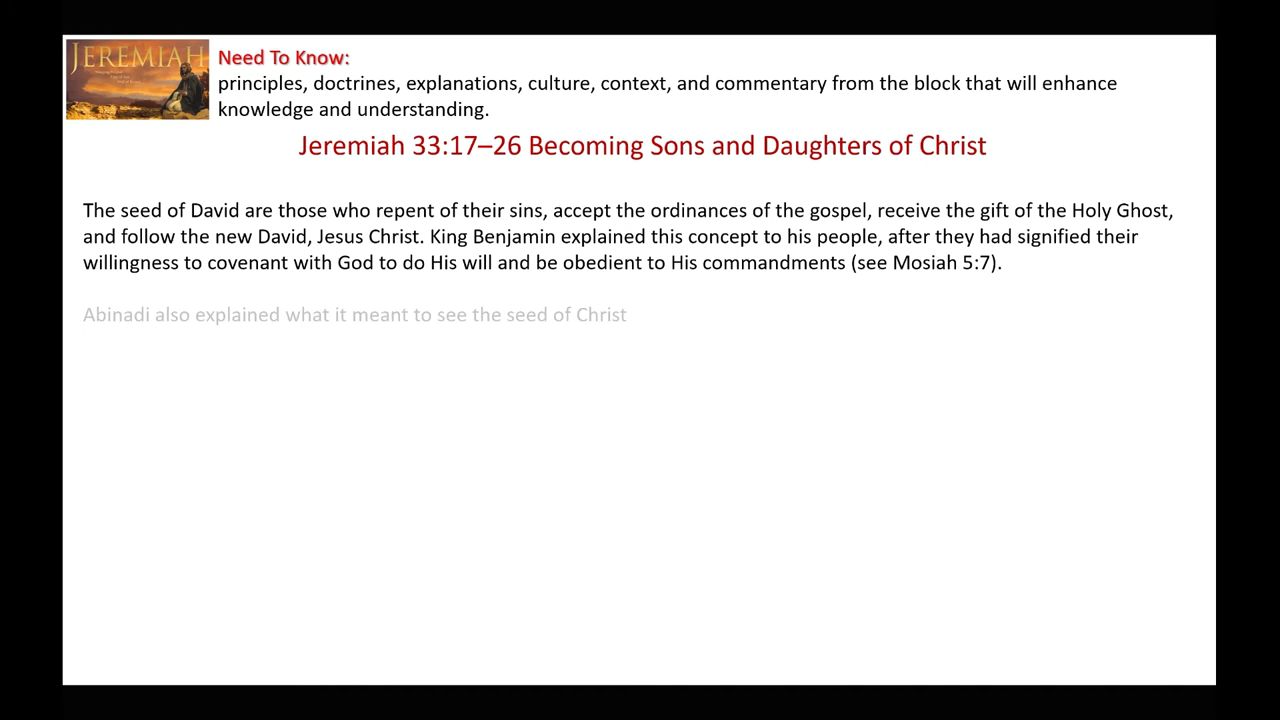 JEREMIAH
Need To Know:
principles, doctrines, explanations, culture, context, and commentary from the block that will enhance
knowledge and understanding.
Jeremiah 33:17–26 Becoming Sons and Daughters of Christ
The seed of David are those who repent of their sins, accept the ordinances of the gospel, receive the gift of the Holy Ghost,
and follow the new David, Jesus Christ. King Benjamin explained this concept to his people, after they had signified their
willingness to covenant with God to do His will and be obedient to His commandments (see Mosiah 5:7).
Abinadi also explained what it meant to see the seed of Christ